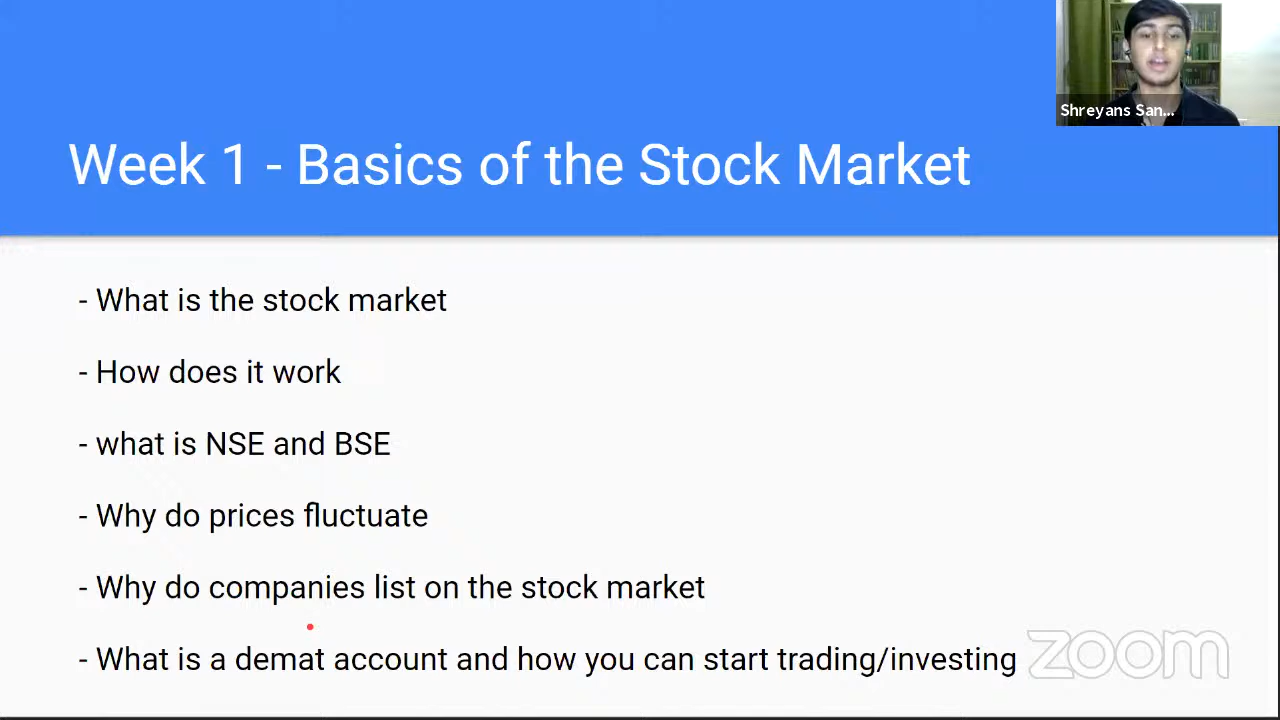 Shreyans San...
Week 1 - Basics of the Stock Market
- What is the stock market
- How does it work
- what is NSE and BSE
- Why do prices fluctuate
- Why do companies list on the stock market
- What is a demat account and how you can start trading/investing
zoom